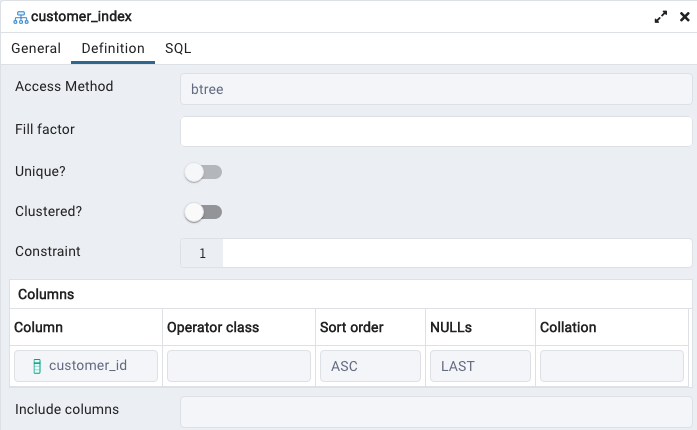 customer_index
General Definition SQL
Access Method btree
Fill factor
Unique?
Clustered?
Constraint 1
Columns
Column Operator class Sort order NULLs Collation
customer_id ASC LAST
Include columns